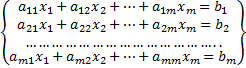 a₁₁x₁ + a₁₂x₂ + ⋯ + a₁ₘxₘ = b₁
a₂₁x₁ + a₂₂x₂ + ⋯ + a₂ₘxₘ = b₂
… … … … … … … … … … … … … .
aₘ₁x₁ + aₘ₂x₂ + ⋯ + aₘₘxₘ = bₘ